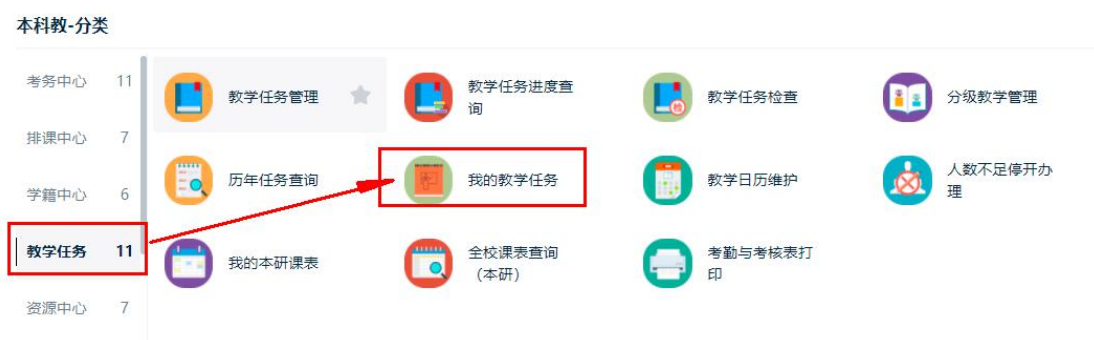 本科教-分类
考务中心 11
排课中心 7
学籍中心 6
教学任务 11
资源中心 7
教学任务管理
教学任务进度查
询
教学任务检查
检
分级教学管理
历年任务查询
我的教学任务
教学日历维护
人数不足停开办
理
我的本研课表
全校课表查询
（本研）
考勤与考核表打
印